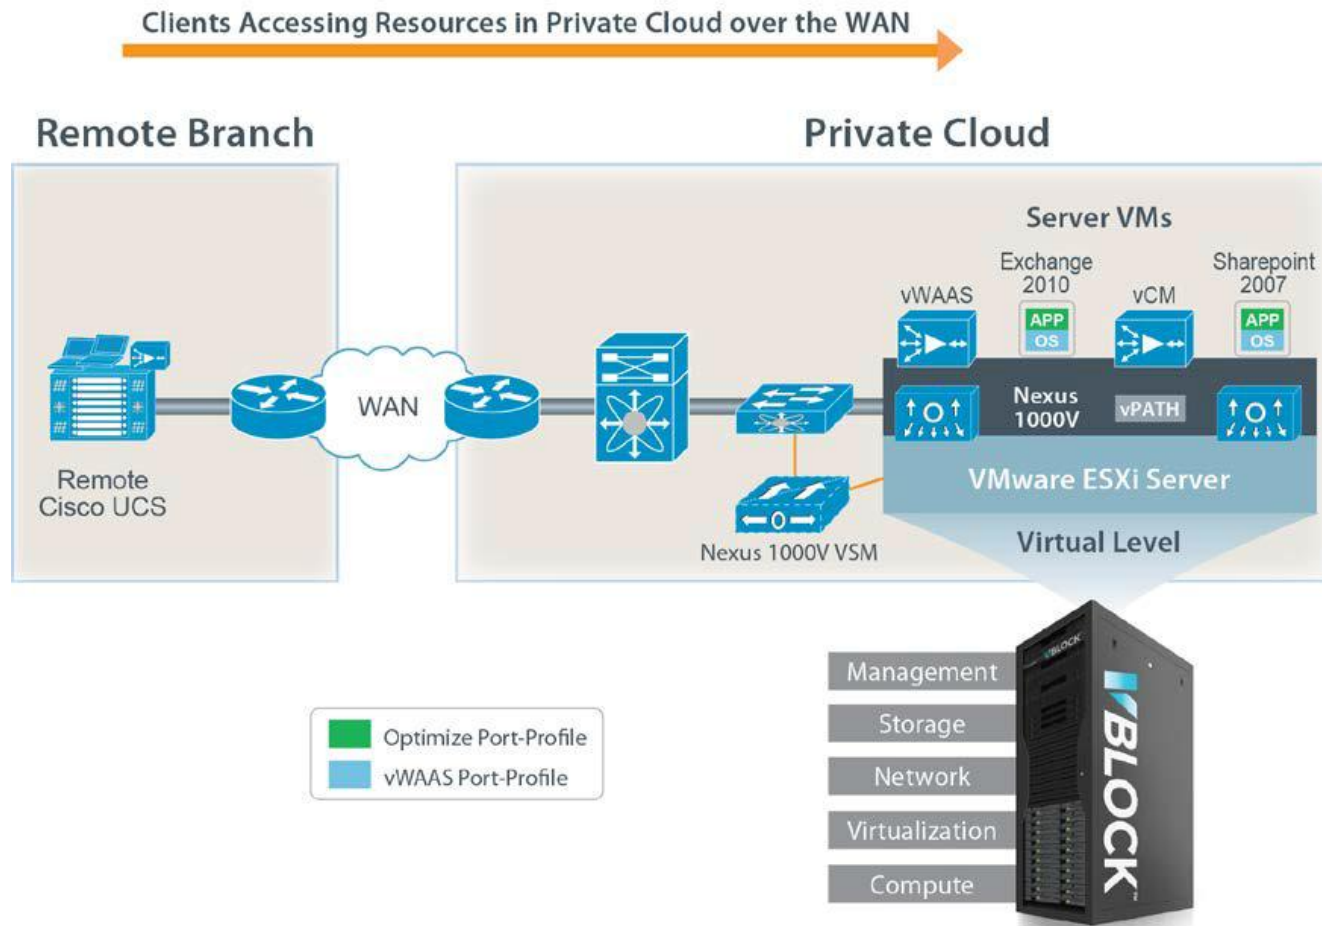 Clients Accessing Resources in Private Cloud over the WAN
Remote Branch
Private Cloud
Server VMs
Exchange
2010
Sharepoint
2007
vWAAS
vCM
APP
OS
APP
OS
WAN
Nexus
1000V
vPATH
VMware ESXi Server
Remote
Cisco UCS
Nexus 1000V VSM
Virtual Level
Management
Storage
Network
Virtualization
Compute
VBLOCK
VBLOCK™
Optimize Port-Profile
vWAAS Port-Profile